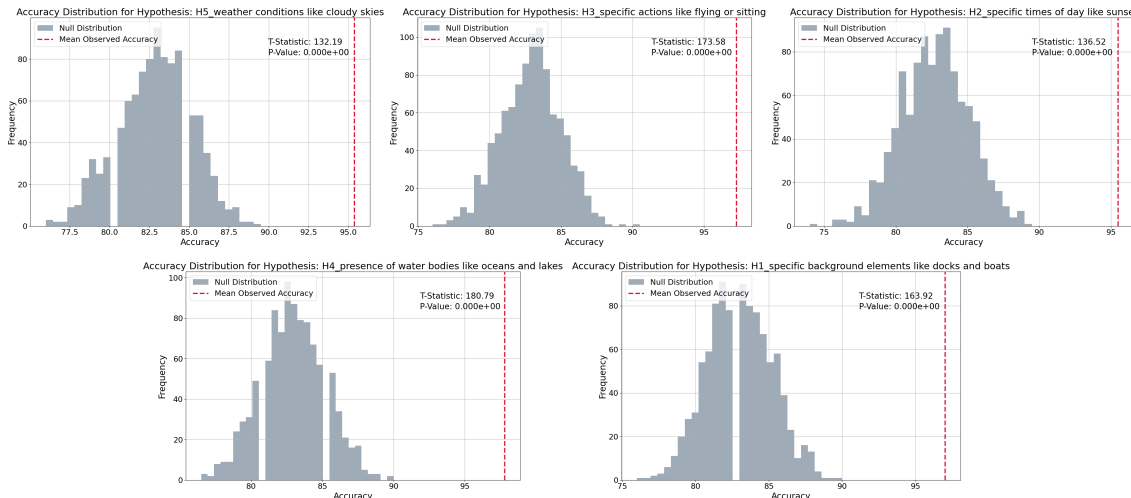 Accuracy Distribution for Hypothesis: H5_weather conditions like cloudy skies
Null Distribution
Mean Observed Accuracy
T-Statistic: 132.19
P-Value: 0.000e+00
Frequency
80
60
40
20
0
77.5 80.0 82.5 85.0 87.5 90.0 92.5 95.0
Accuracy
Accuracy Distribution for Hypothesis: H3_specific actions like flying or sitting
Null Distribution
Mean Observed Accuracy
T-Statistic: 173.58
P-Value: 0.000e+00
Frequency
100
80
60
40
20
0
75 80 85 90 95
Accuracy
Accuracy Distribution for Hypothesis: H2_specific times of day like sunse
Null Distribution
Mean Observed Accuracy
T-Statistic: 136.52
P-Value: 0.000e+00
Frequency
80
60
40
20
0
75 80 85 90 95
Accuracy
Accuracy Distribution for Hypothesis: H4_presence of water bodies like oceans and lakes
Null Distribution
Mean Observed Accuracy
T-Statistic: 180.79
P-Value: 0.000e+00
Frequency
100
80
60
40
20
0
80 85 90 95
Accuracy
Accuracy Distribution for Hypothesis: H1_specific background elements like docks and boats
Null Distribution
Mean Observed Accuracy
T-Statistic: 163.92
P-Value: 0.000e+00
Frequency
80
60
40
20
0
75 80 85 90 95
Accuracy